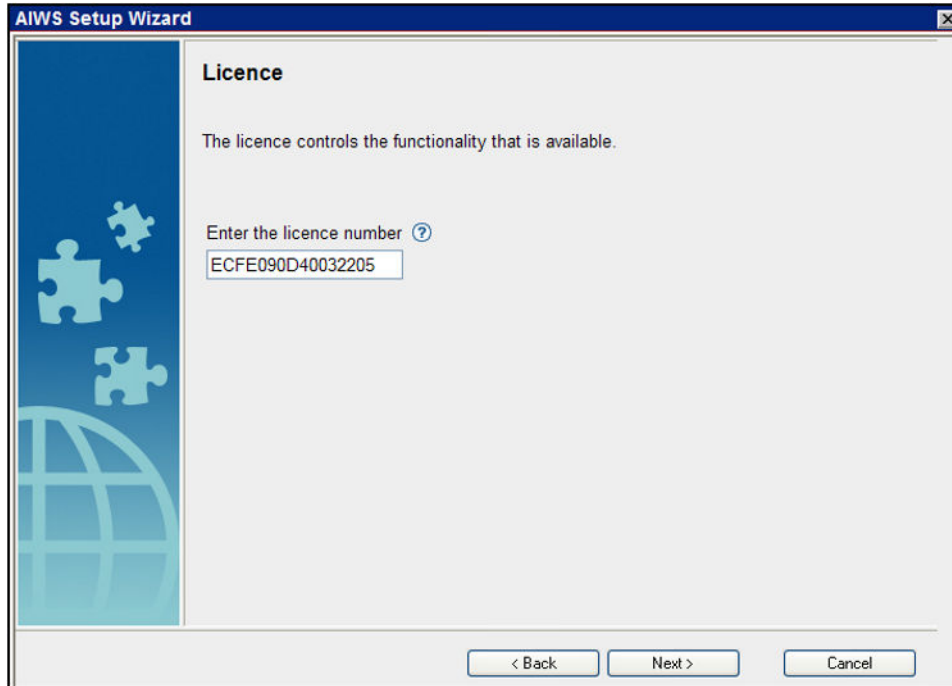 AIWS Setup Wizard
Licence
The licence controls the functionality that is available.
Enter the licence number ?
ECFE090D40032205
< Back Next > Cancel